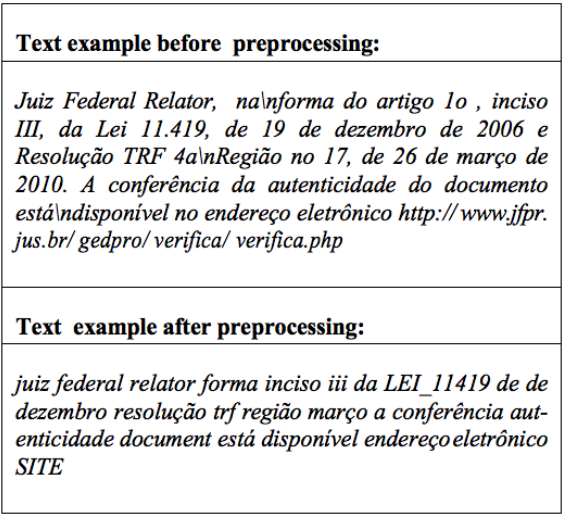 Text example before preprocessing:
Juiz Federal Relator, na\nforma do artigo 1o , inciso
III, da Lei 11.419, de 19 de dezembro de 2006 e
Resolução TRF 4a\nRegião no 17, de 26 de março de
2010. A conferência da autenticidade do documento
está\ndisponível no endereço eletrônico http:// www.jfpr.
jus.br/ gedpro/ verifica/ verifica.php
Text example after preprocessing:
juiz federal relator forma inciso iii da LEI_11419 de de
dezembro resolução trf região março a conferência aut-
enticidade document está disponível endereço eletrônico
SITE